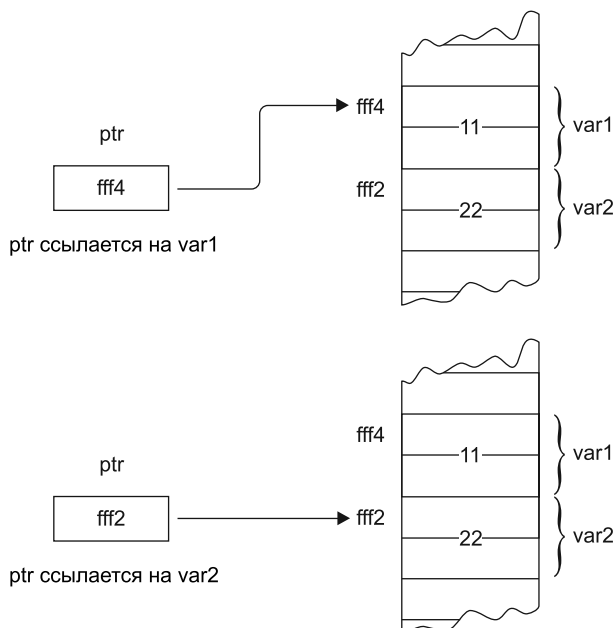 fff4
11
var1
ptr
fff4
fff2
22
var2
ptr ссылается на var1
fff4
11
var1
ptr
fff2
fff2
22
var2
ptr ссылается на var2